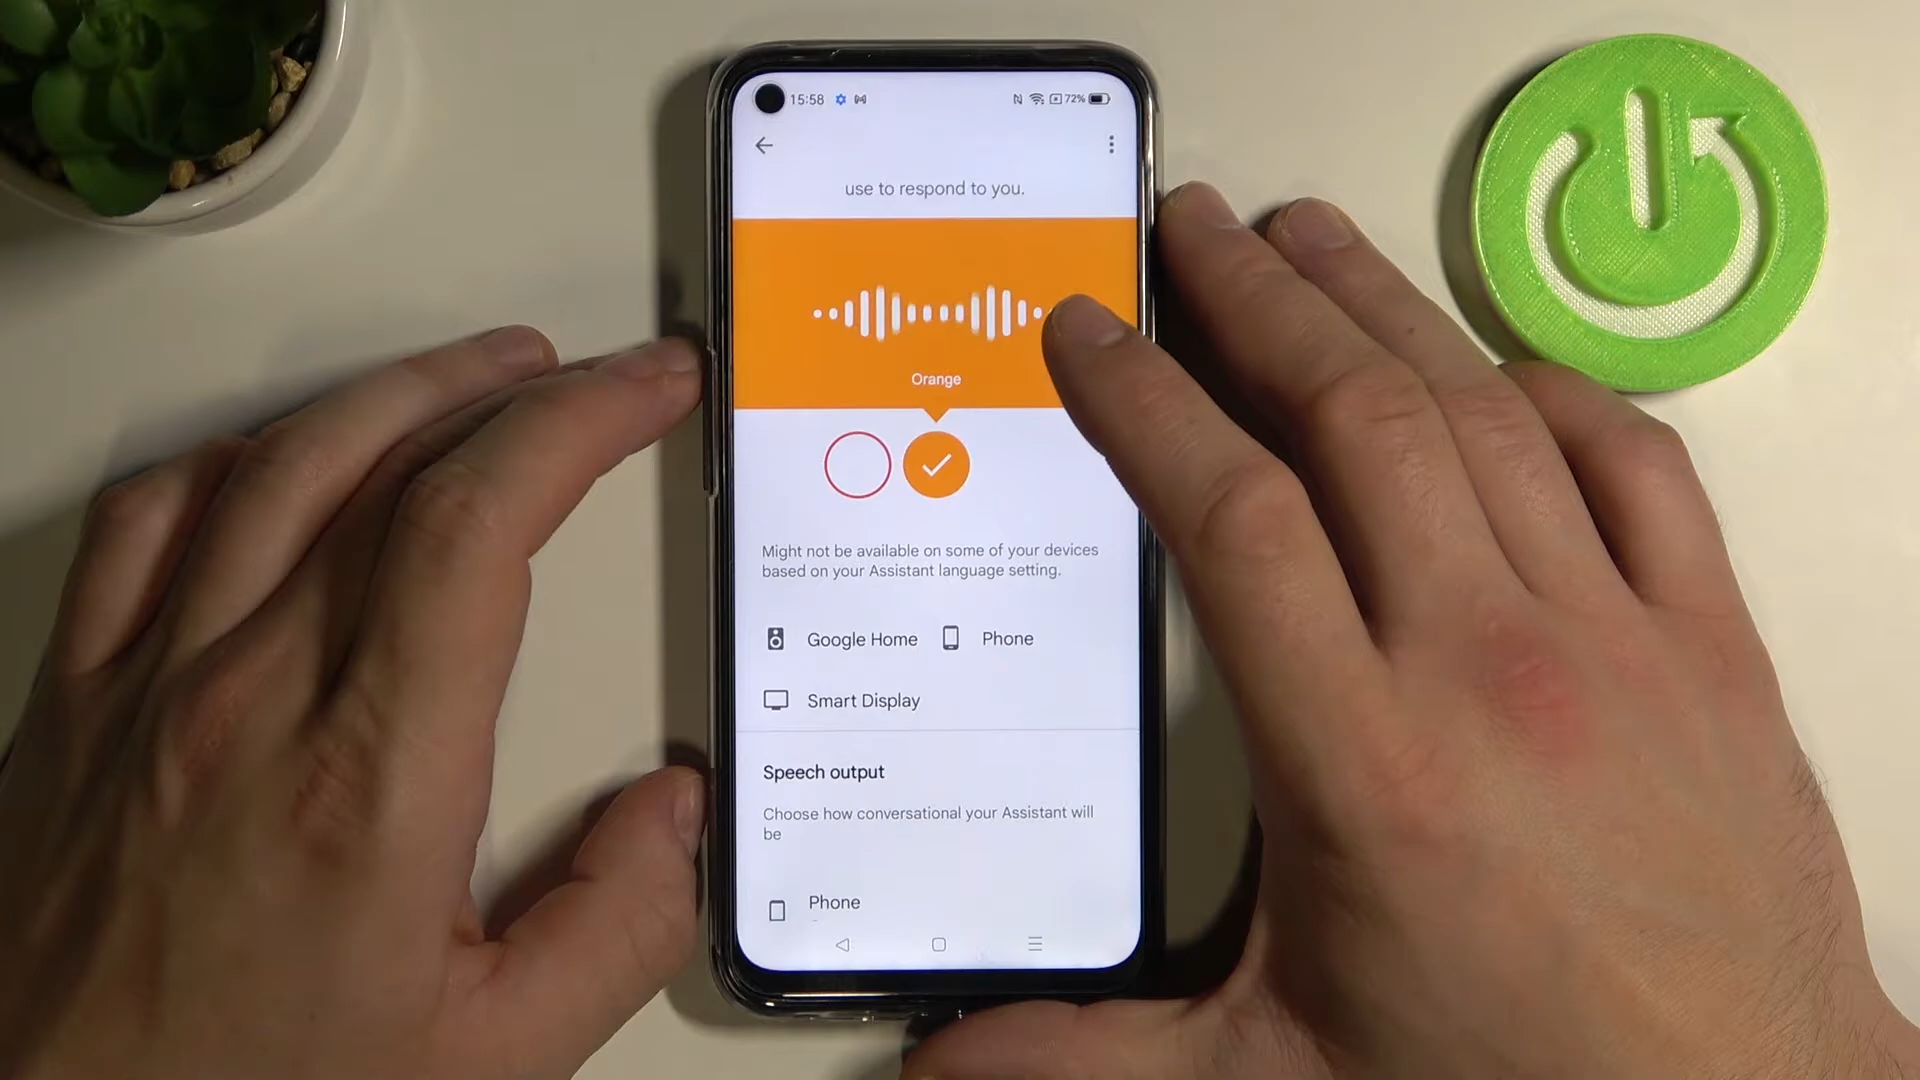 15:58
72%
use to respond to you.
Orange
Might not be available on some of your devices
based on your Assistant language setting.
Google Home
Phone
Smart Display
Speech output
Choose how conversational your Assistant will
be
Phone